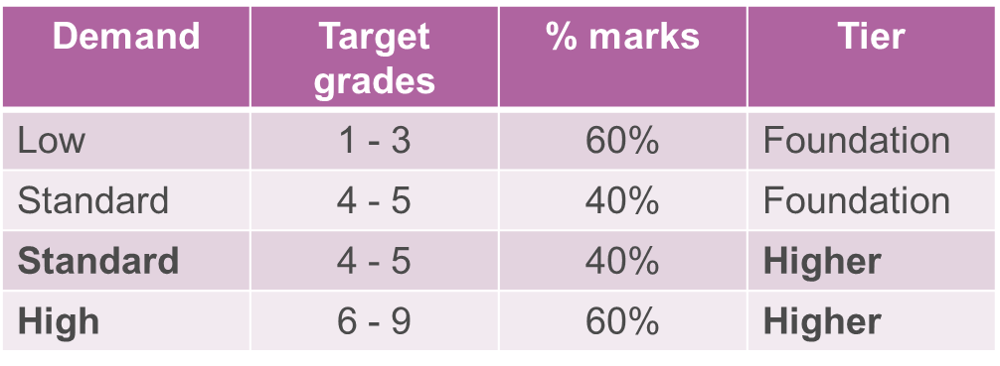 Demand Target grades % marks Tier
Low 1 - 3 60% Foundation
Standard 4 - 5 40% Foundation
Standard 4 - 5 40% Higher
High 6 - 9 60% Higher